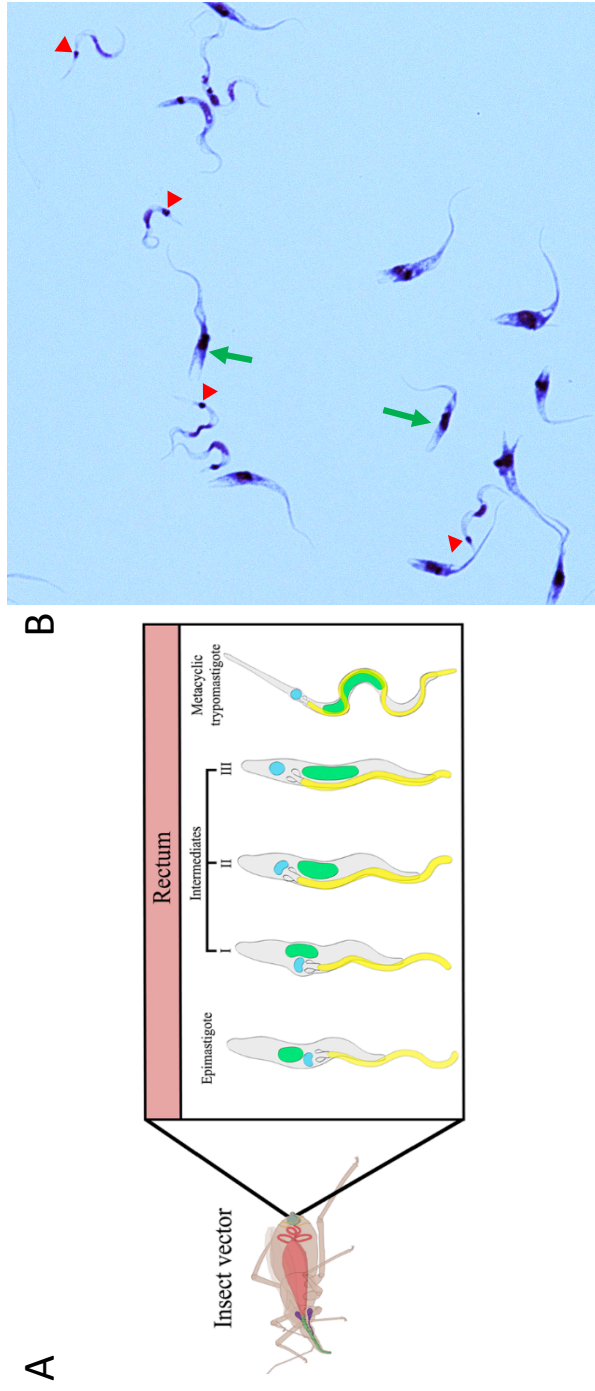 A
Insect vector
Rectum
Epimastigote
Intermediates
I
II
III
Metacyclic
trypomastigote
B